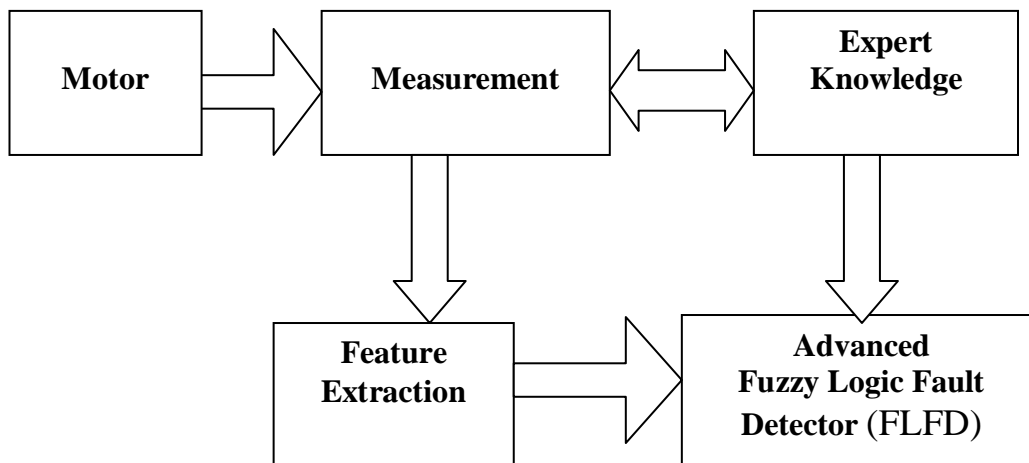 Motor
Measurement
Expert
Knowledge
Feature
Extraction
Advanced
Fuzzy Logic Fault
Detector (FLFD)